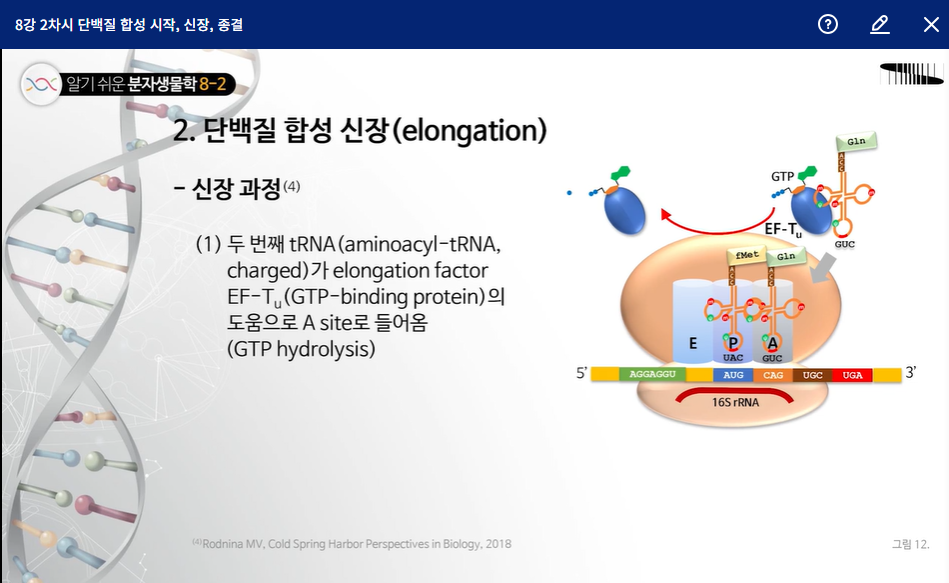 8강 2차시 단백질 합성 시작, 신장, 종결
알기 쉬운 분자생물학 8-2
2. 단백질 합성 신장(elongation)
- 신장 과정(4)
(1) 두 번째 tRNA(aminoacyl-tRNA,
charged)가 elongation factor
EF-Tu(GTP-binding protein)의
도움으로 A site로 들어옴
(GTP hydrolysis)
Gln
ACC
GTP
EF-Tu
GUC
fMet
Gln
ACC
ACC
E
P
A
UAC
GUC
5’
AGGAGGU
AUG
CAG
UGC
UGA
3’
16S rRNA
(4)Rodnina MV, Cold Spring Harbor Perspectives in Biology, 2018
그림 12.